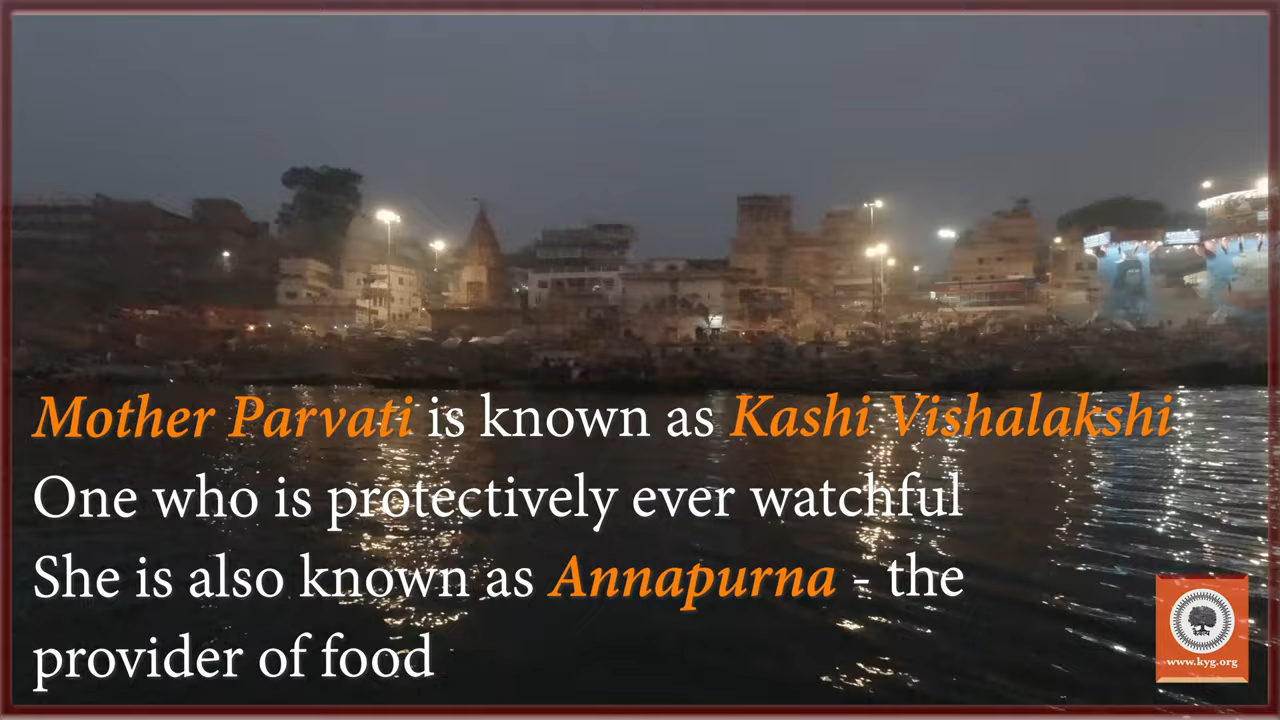 Mother Parvati is known as Kashi Vishalakshi
One who is protectively ever watchful
She is also known as Annapurna - the
provider of food
www.kyg.org